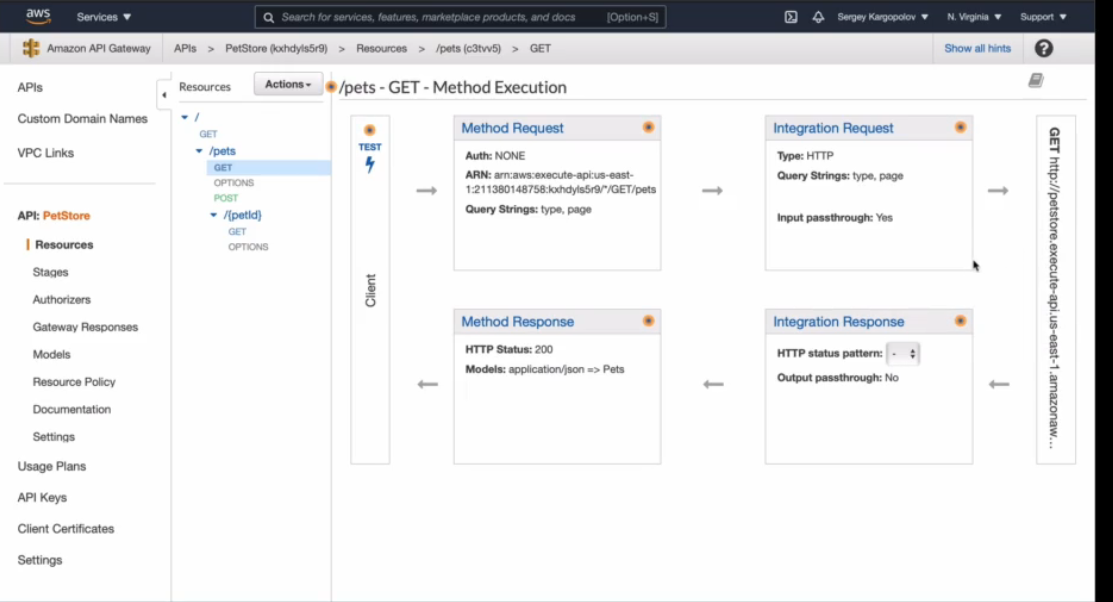 aws
Services
Search for services, features, marketplace products, and docs
[Option+S]
Sergey Kargopolov
N. Virginia
Support
Amazon API Gateway
APIs > PetStore (kxhdyls5r9) > Resources > /pets (c3tvv5) > GET
Show all hints
?
APIs
Custom Domain Names
VPC Links
API: PetStore
Resources
Stages
Authorizers
Gateway Responses
Models
Resource Policy
Documentation
Settings
Usage Plans
API Keys
Client Certificates
Settings
Resources
Actions
/
GET
/pets
GET
OPTIONS
POST
/{petId}
GET
OPTIONS
/pets - GET - Method Execution
TEST
Client
Method Request
Auth: NONE
ARN: arn:aws:execute-api:us-east-
1:211380148758:kxhdyls5r9/*/GET/pets
Query Strings: type, page
Integration Request
Type: HTTP
Query Strings: type, page
Input passthrough: Yes
Method Response
HTTP Status: 200
Models: application/json => Pets
Integration Response
HTTP status pattern: -
Output passthrough: No
GET http://petstore.execute-api.us-east-1.amazonaw...